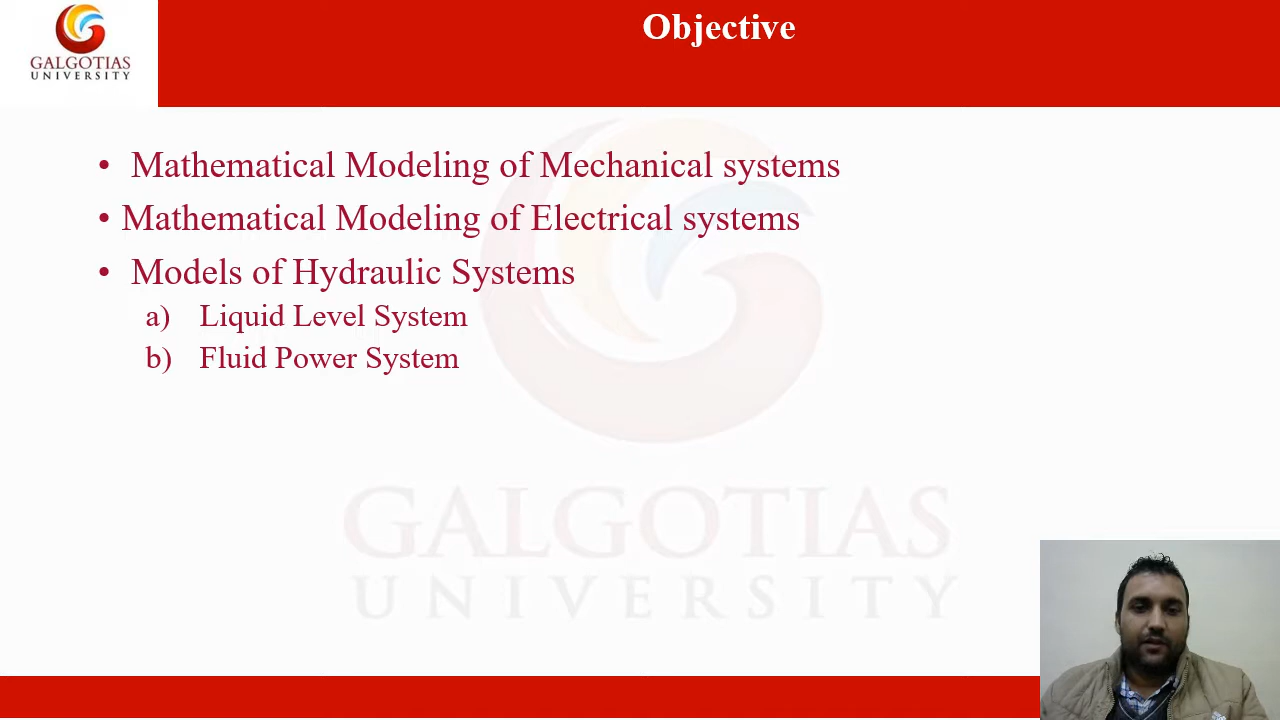 Objective
GALGOTIAS
UNIVERSITY
• Mathematical Modeling of Mechanical systems
• Mathematical Modeling of Electrical systems
• Models of Hydraulic Systems
a) Liquid Level System
b) Fluid Power System
GALGOTIAS
UNIVERSITY